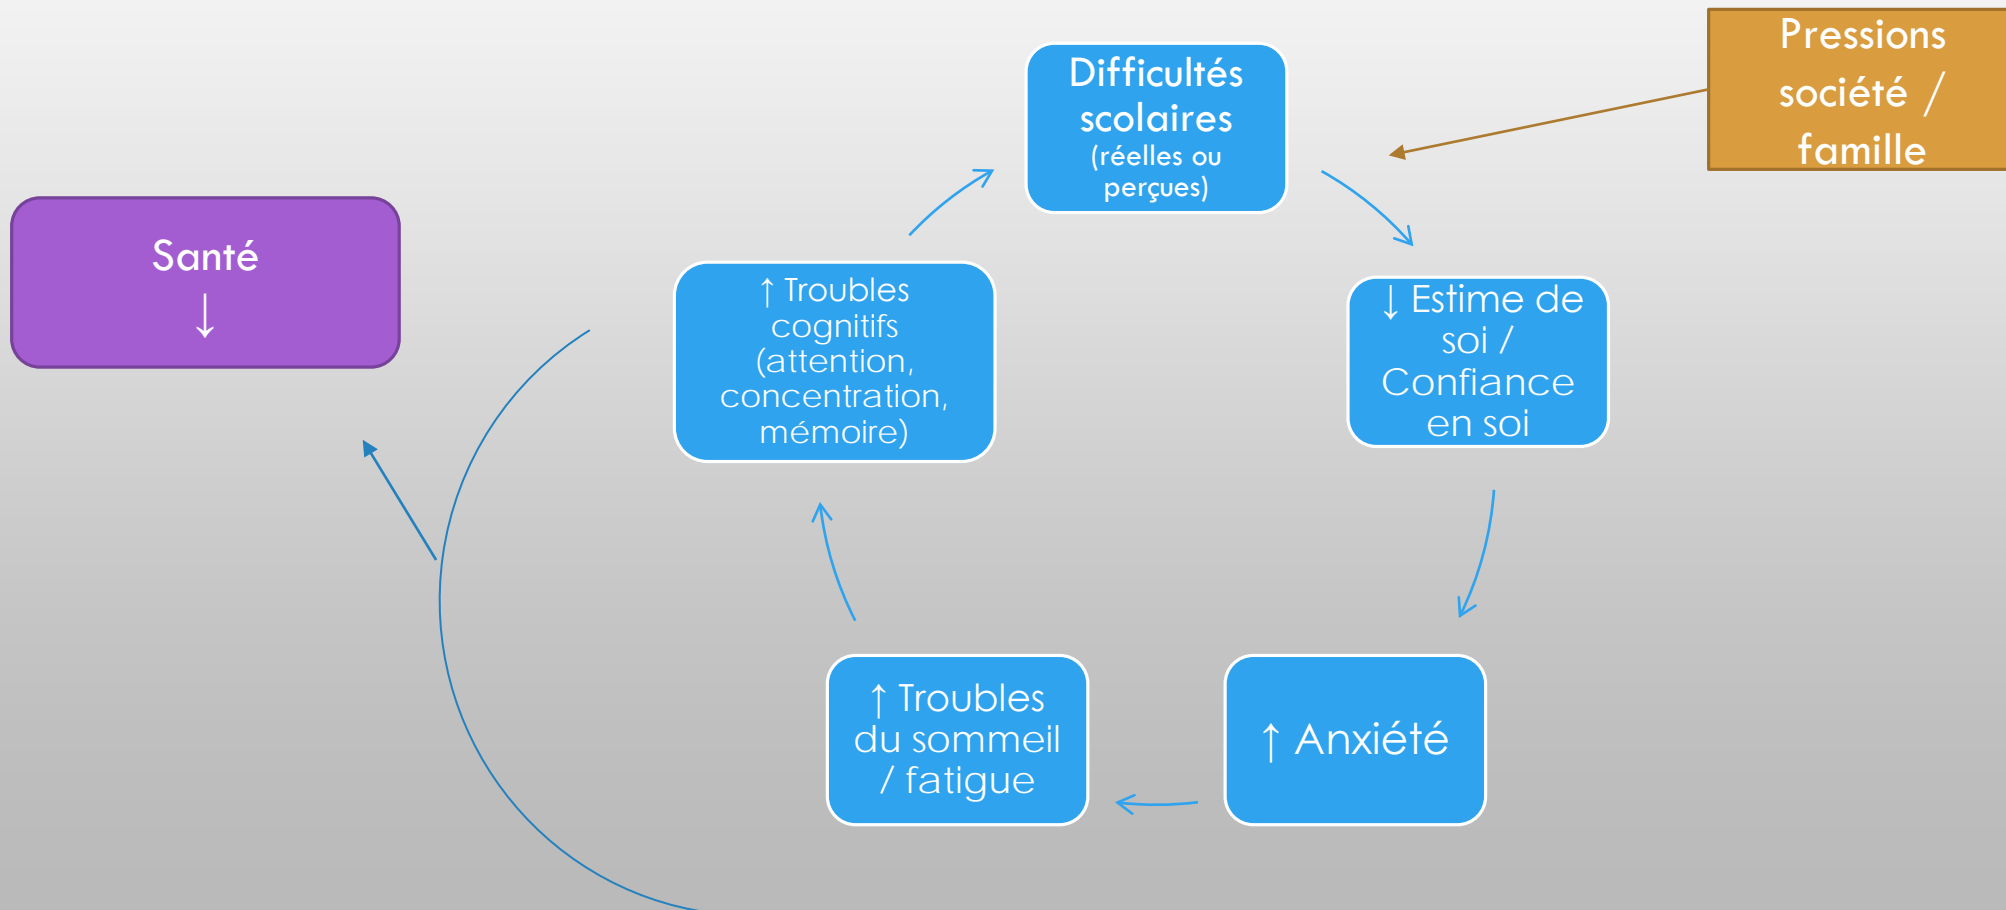 Pressions
société /
famille
Difficultés
scolaires
(réelles ou
perçues)
Santé
↓
↑ Troubles
cognitifs
(attention,
concentration,
mémoire)
↓ Estime de
soi /
Confiance
en soi
↑ Troubles
du sommeil
/ fatigue
↑ Anxiété